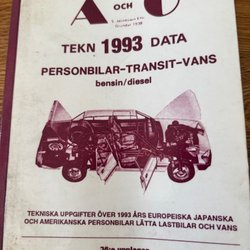 A OCH O
TEKN 1993 DATA
PERSONBILAR-TRANSIT-VANS
bensin/diesel
TEKNISKA UPPGIFTER ÖVER 1993 ÅRS EUROPEISKA JAPANSKA
OCH AMERIKANSKA PERSONBILAR LÄTTA LASTBILAR OCH VANS